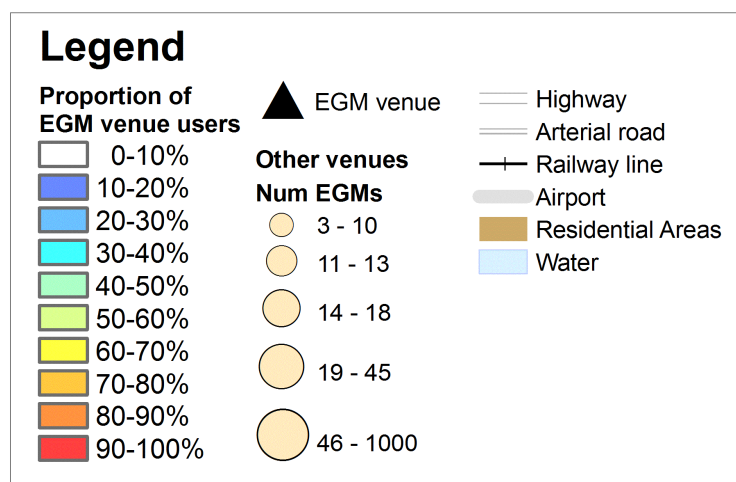 Legend
Proportion of
EGM venue users
0-10%
10-20%
20-30%
30-40%
40-50%
50-60%
60-70%
70-80%
80-90%
90-100%
EGM venue
Other venues
Num EGMs
3 - 10
11 - 13
14 - 18
19 - 45
46 - 1000
Highway
Arterial road
Railway line
Airport
Residential Areas
Water